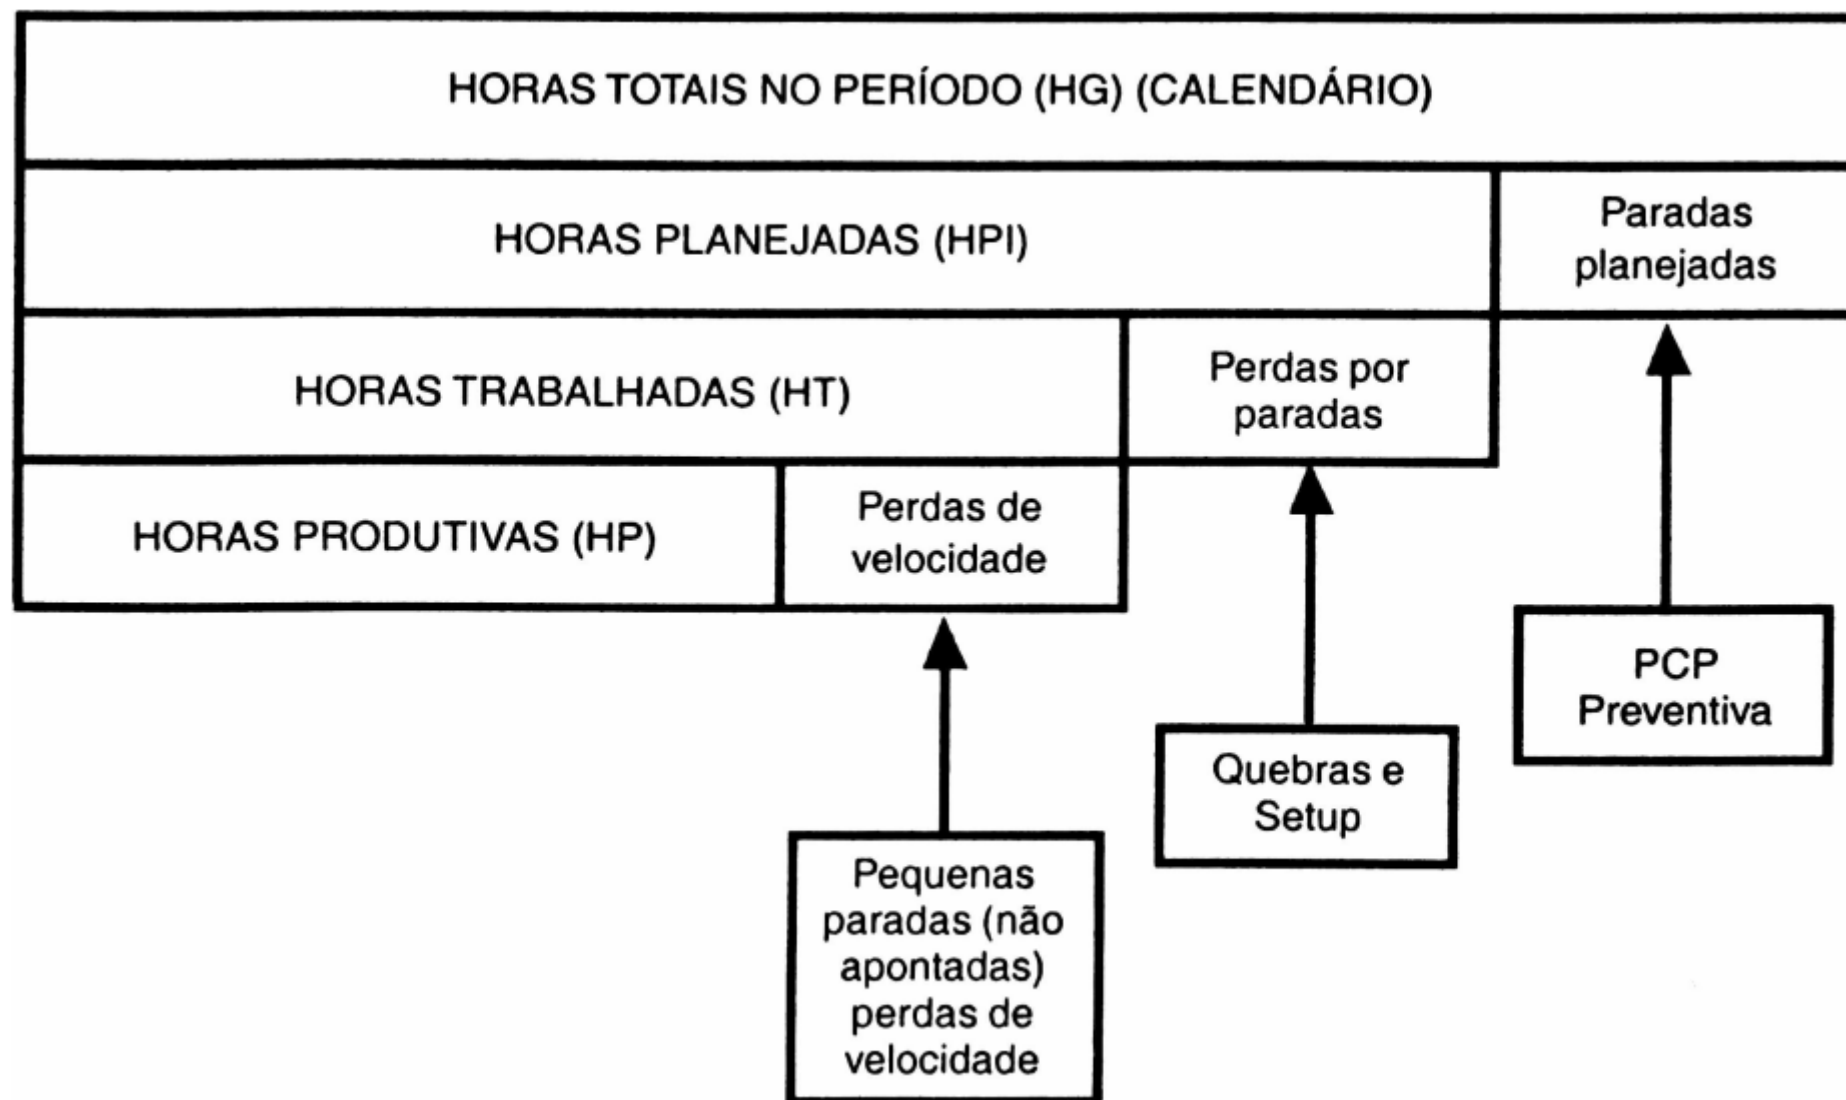 HORAS TOTAIS NO PERÍODO (HG) (CALENDÁRIO)
HORAS PLANEJADAS (HPI)
Paradas
planejadas
HORAS TRABALHADAS (HT)
Perdas por
paradas
HORAS PRODUTIVAS (HP)
Perdas de
velocidade
PCP
Preventiva
Quebras e
Setup
Pequenas
paradas (não
apontadas)
perdas de
velocidade